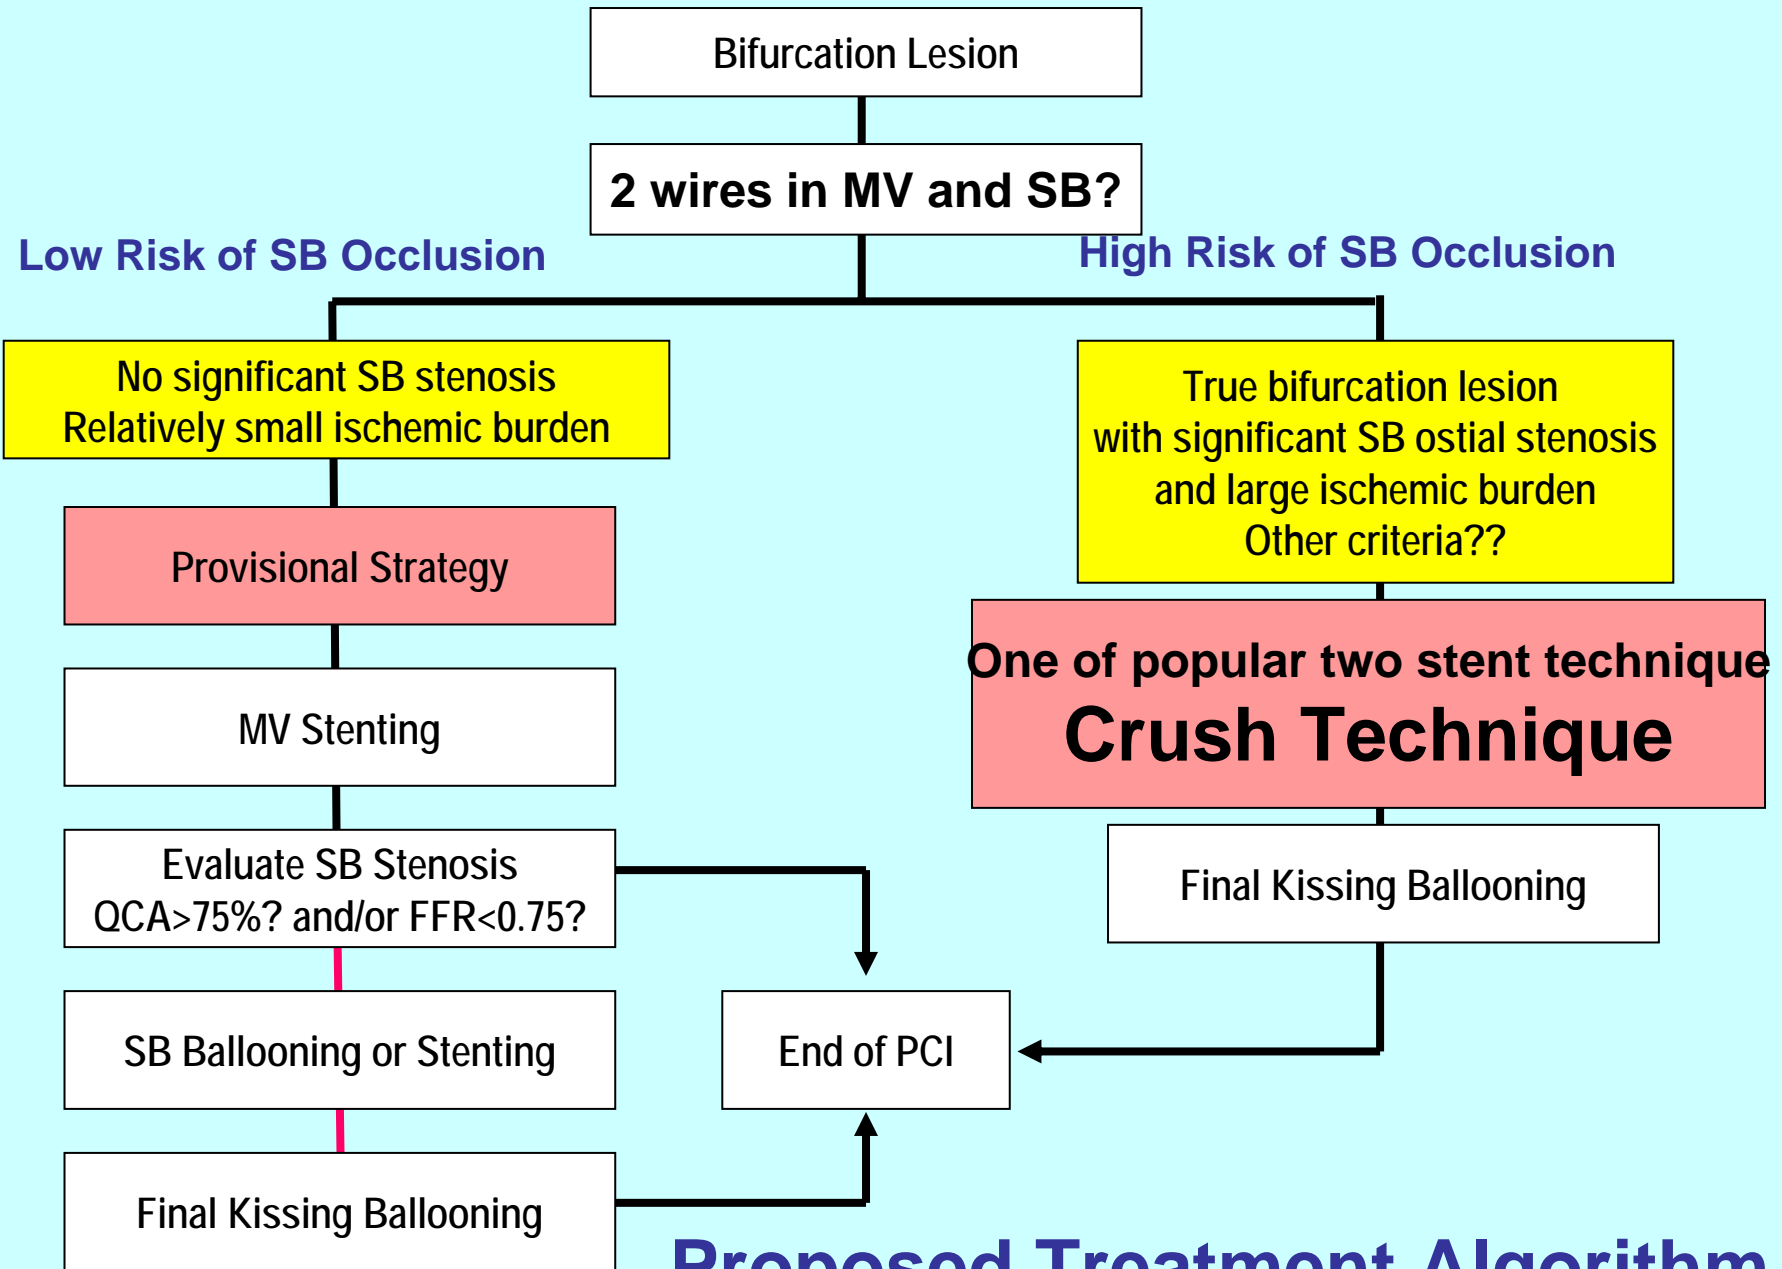 Bifurcation Lesion
2 wires in MV and SB?
Low Risk of SB Occlusion
High Risk of SB Occlusion
No significant SB stenosis
Relatively small ischemic burden
True bifurcation lesion
with significant SB ostial stenosis
and large ischemic burden
Other criteria??
Provisional Strategy
One of popular two stent technique
Crush Technique
MV Stenting
Evaluate SB Stenosis
QCA>75%? and/or FFR<0.75?
Final Kissing Ballooning
SB Ballooning or Stenting
End of PCI
Final Kissing Ballooning
Proposed Treatment Algorithm